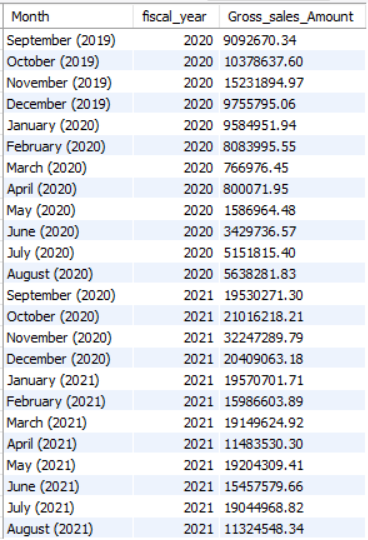 Month fiscal_year Gross_sales_Amount
September (2019) 2020 9092670.34
October (2019) 2020 10378637.60
November (2019) 2020 15231894.97
December (2019) 2020 9755795.06
January (2020) 2020 9584951.94
February (2020) 2020 8083995.55
March (2020) 2020 766976.45
April (2020) 2020 800071.95
May (2020) 2020 1586964.48
June (2020) 2020 3429736.57
July (2020) 2020 5151815.40
August (2020) 2020 5638281.83
September (2020) 2021 19530271.30
October (2020) 2021 21016218.21
November (2020) 2021 32247289.79
December (2020) 2021 20409063.18
January (2021) 2021 19570701.71
February (2021) 2021 15986603.89
March (2021) 2021 19149624.92
April (2021) 2021 11483530.30
May (2021) 2021 19204309.41
June (2021) 2021 15457579.66
July (2021) 2021 19044968.82
August (2021) 2021 11324548.34